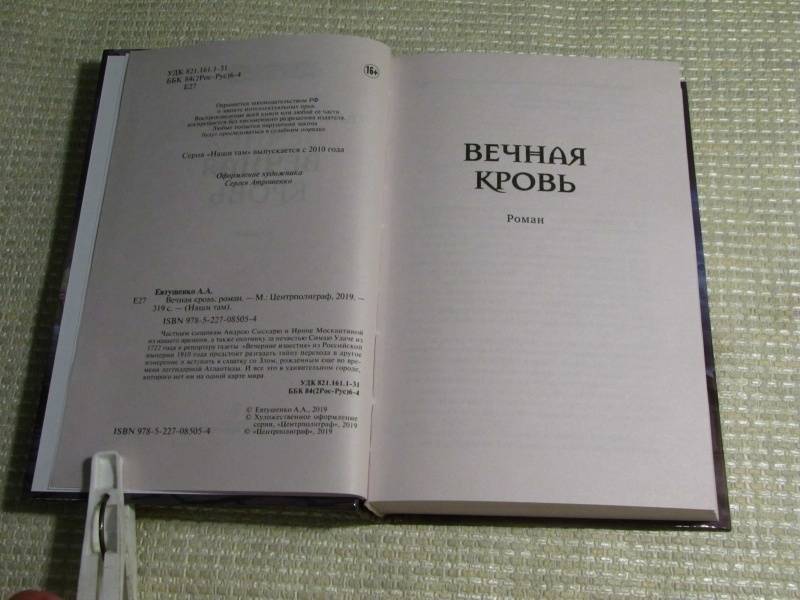 УДК 821.161.1-31
ББК 84(2Рос-Рус)6-4
Е27
16+
Охраняется законодательством РФ
о защите интеллектуальных прав.
Воспроизведение всей книги или любой ее части
воспрещается без письменного разрешения издателя.
Любые попытки нарушения закона
будут преследоваться в судебном порядке.
Серия «Наши там» выпускается с 2010 года
Оформление художника
Сергея Атрошенко
Евтушенко А.А.
Е27 Вечная кровь: роман. — М.: Центрполиграф, 2019. —
319 с. — (Наши там).
ISBN 978-5-227-08505-4
Частным сыщикам Андрею Сыскарю и Ирине Москвитиной
из нашего времени, а также охотнику за нечистью Симаю Удаче из
1722 года и репортеру газеты «Вечерние известия» из Российской
империи 1910 года предстоит разгадать тайну перехода в другое
измерение и вступить в схватку со Злом, рожденным еще во вре-
мена легендарной Атлантиды. И все это в удивительном городе,
которого нет ни на одной карте мира.
УДК 821.161.1-31
ББК 84(2Рос-Рус)6-4
© Евтушенко А.А., 2019
© Художественное оформление
серии, «Центрполиграф», 2019
ISBN 978-5-227-08505-4 © «Центрполиграф», 2019
ВЕЧНАЯ
КРОВЬ
Роман